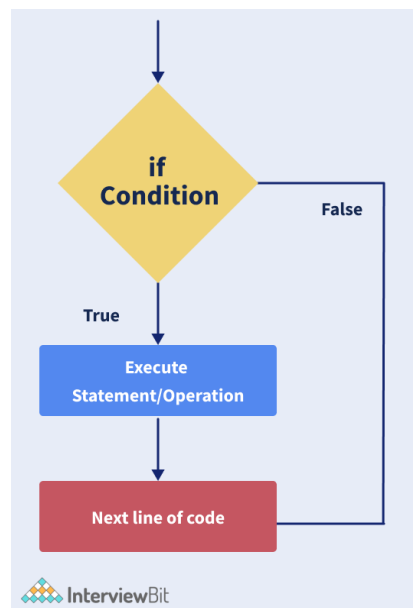 if
Condition
False
True
Execute
Statement/Operation
Next line of code
InterviewBit